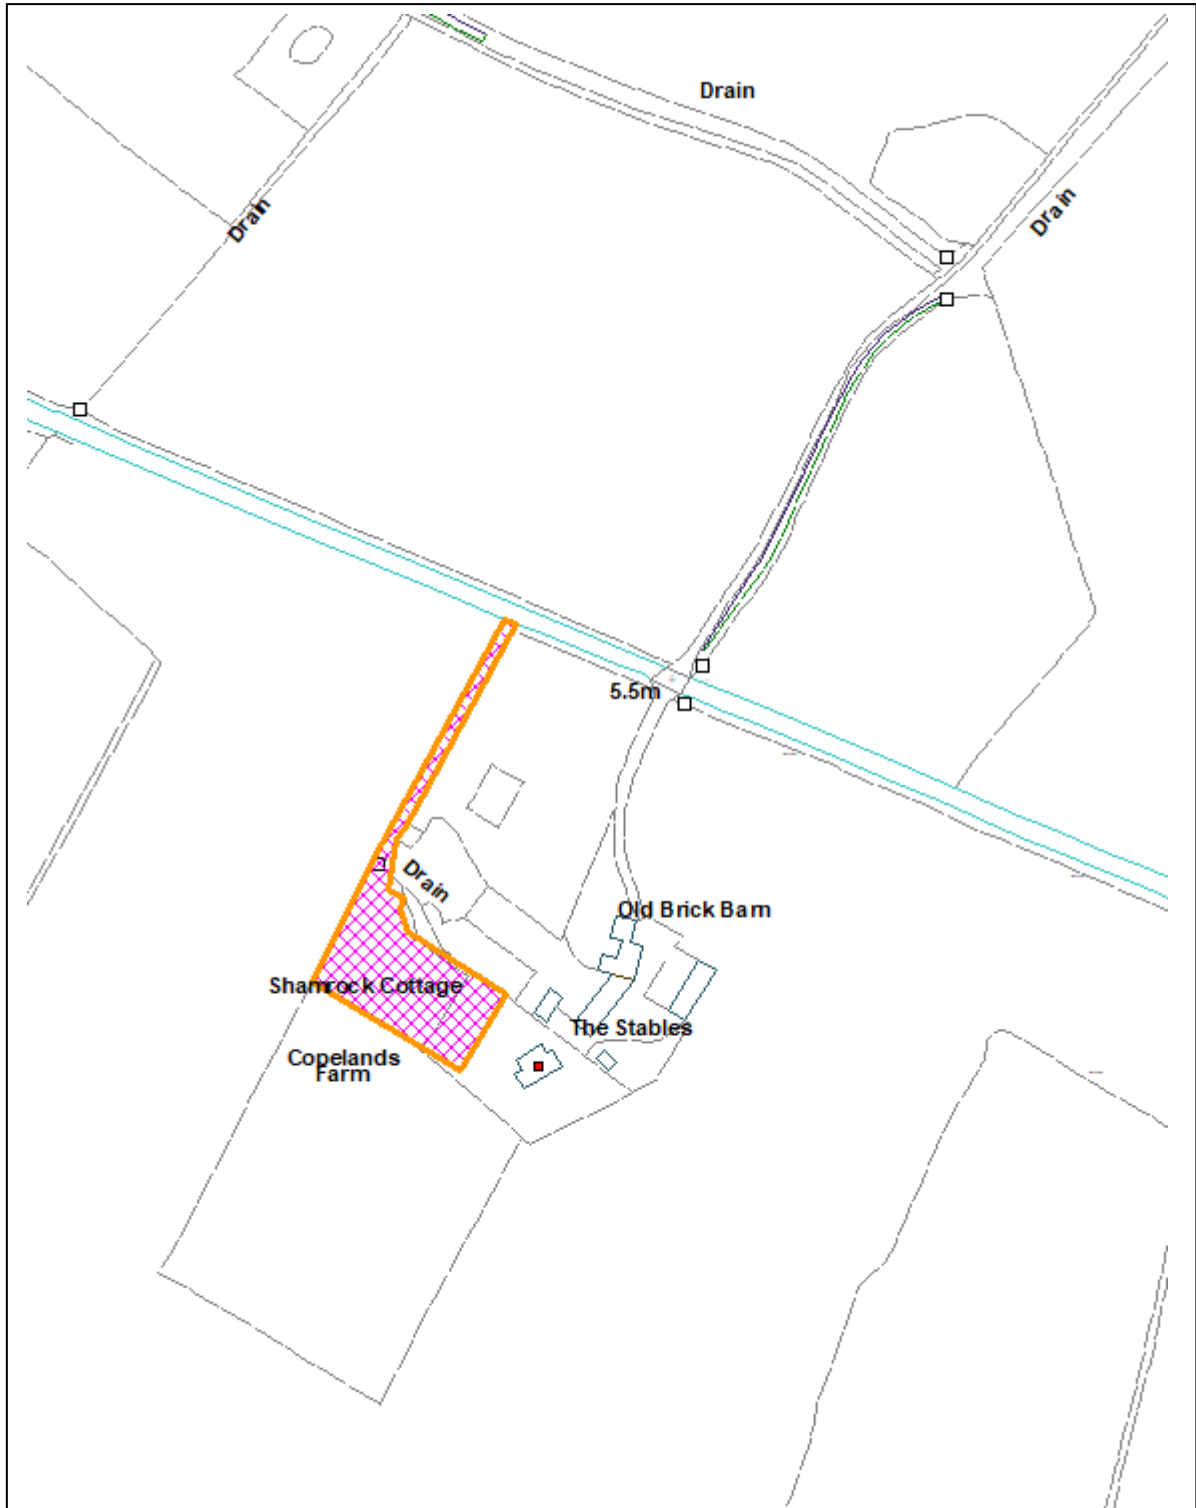 Drain
Drain
Drain
5.5m
Drain
Old Brick Barn
Shamrock Cottage
The Stables
Copelands
Farm